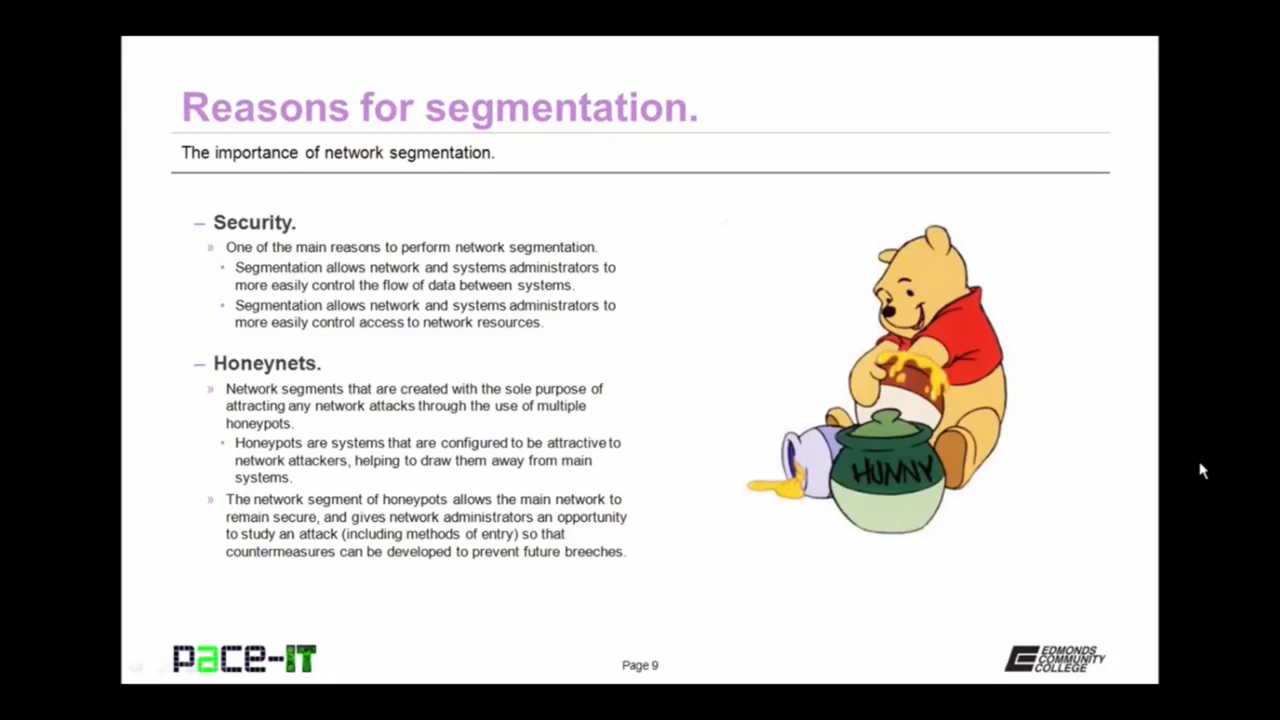 Reasons for segmentation.
The importance of network segmentation.
– Security.
» One of the main reasons to perform network segmentation.
• Segmentation allows network and systems administrators to
more easily control the flow of data between systems.
• Segmentation allows network and systems administrators to
more easily control access to network resources.
– Honeynets.
» Network segments that are created with the sole purpose of
attracting any network attacks through the use of multiple
honeypots.
• Honeypots are systems that are configured to be attractive to
network attackers, helping to draw them away from main
systems.
» The network segment of honeypots allows the main network to
remain secure, and gives network administrators an opportunity
to study an attack (including methods of entry) so that
countermeasures can be developed to prevent future breeches.
HUNNY
pace-IT
Page 9
EDMONDS
COMMUNITY
COLLEGE